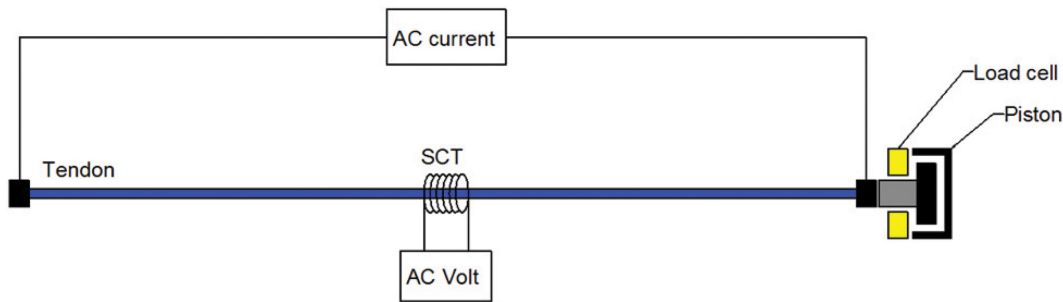 AC current
Load cell
Piston
Tendon
SCT
AC Volt